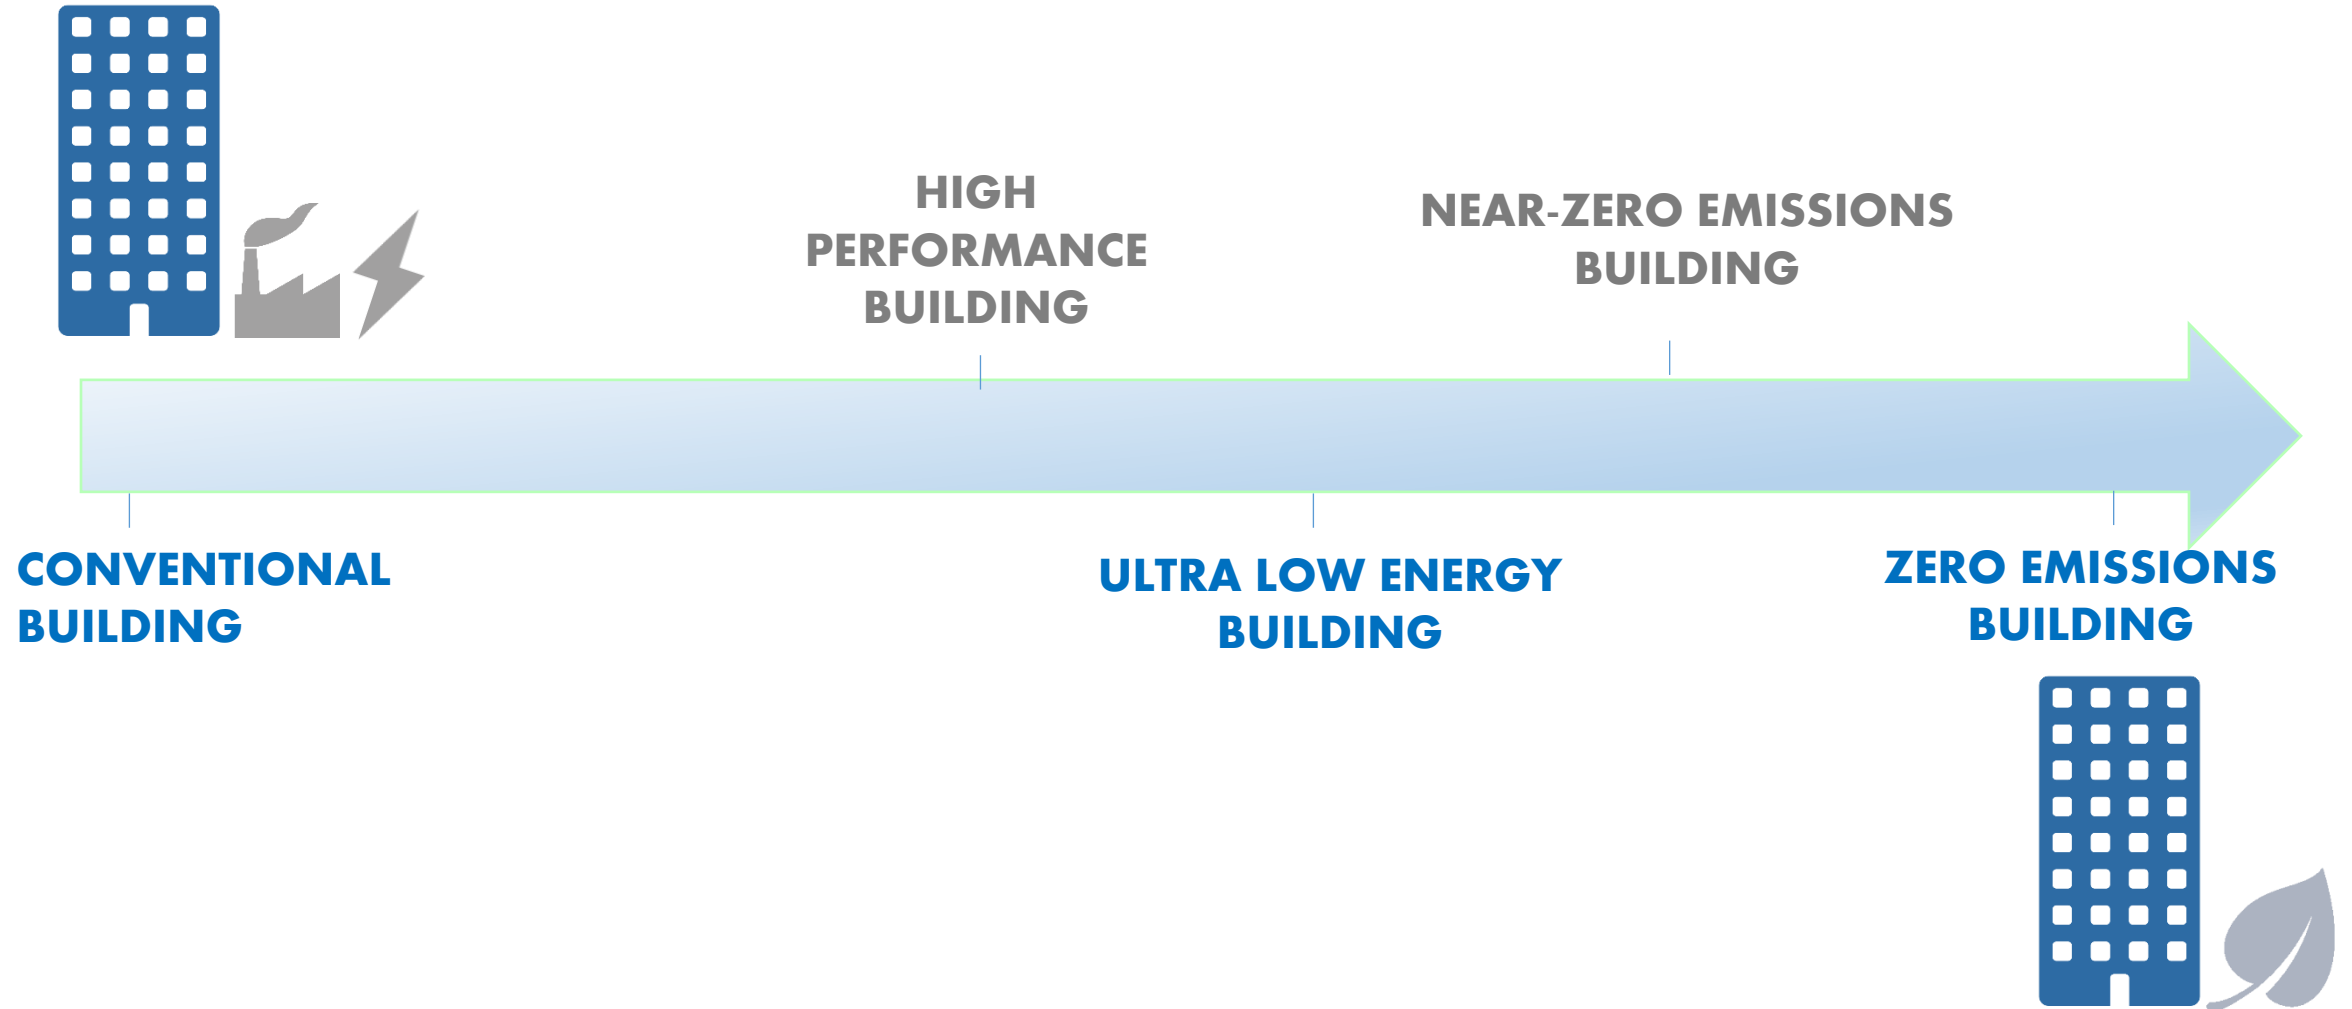 HIGH
PERFORMANCE
BUILDING
NEAR-ZERO EMISSIONS
BUILDING
CONVENTIONAL
BUILDING
ULTRA LOW ENERGY
BUILDING
ZERO EMISSIONS
BUILDING